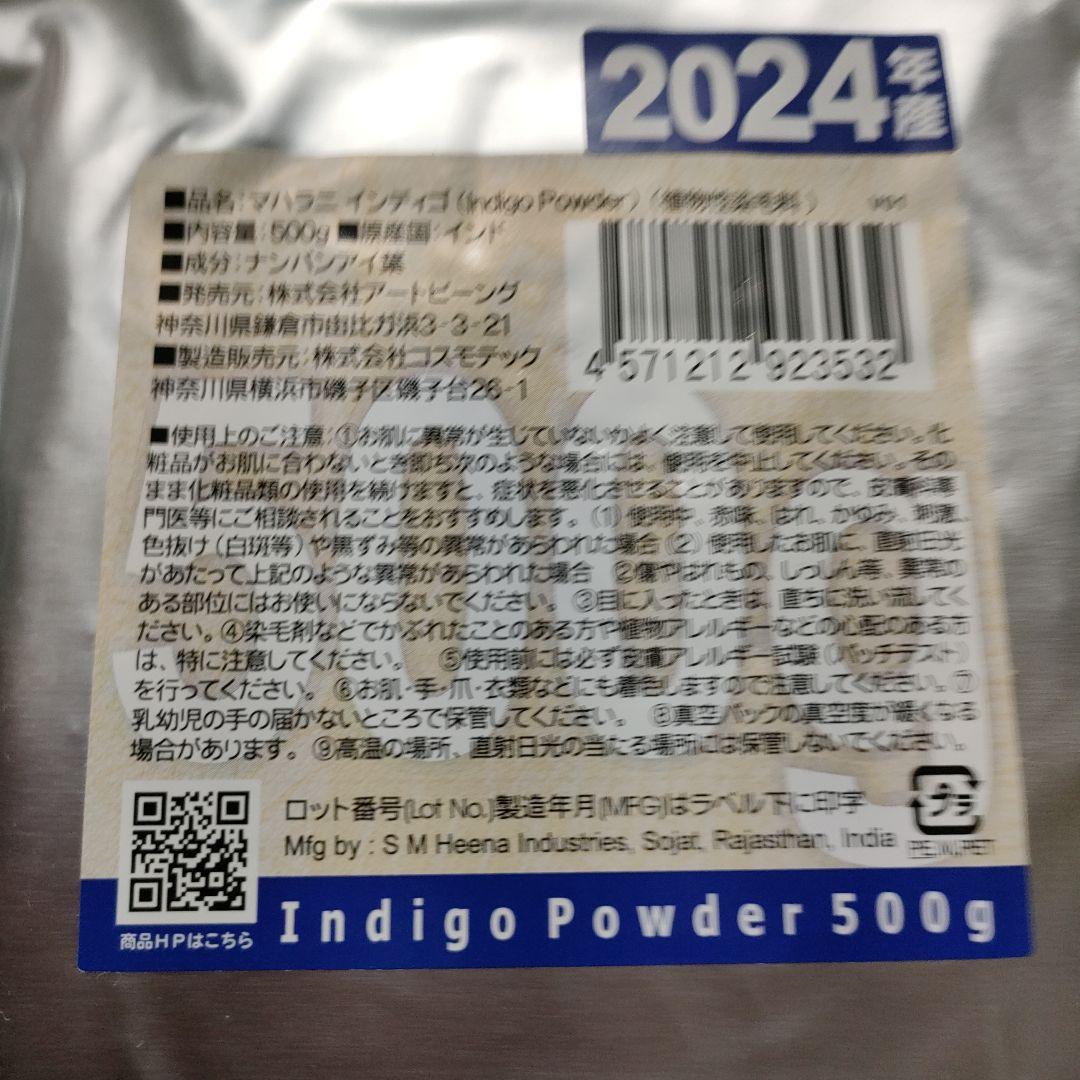 2024年産
■品名:マハラニ インディゴ (Indigo Powder) (植物性染毛料)
■内容量:500g ■原産国:インド
■成分:ナンバンアイ葉
■発売元:株式会社アートビーング
神奈川県鎌倉市由比ガ浜3-3-21
■製造販売元:株式会社コスモテック
神奈川県横浜市磯子区磯子台26-1
4 571212 923532
■使用上のご注意:①お肌に異常が生じていないかよく注意して使用してください。化
粧品がお肌に合わないとき即ち次のような場合には、使用を中止してください。その
まま化粧品類の使用を続けますと、症状を悪化させることがありますので、皮膚科専
門医等にご相談されることをおすすめします。(1)使用中、赤味、はれ、かゆみ、刺激、
色抜け(白斑等)や黒ずみ等の異常があらわれた場合(2)使用したお肌に、直射日光
があたって上記のような異常があらわれた場合 ②傷やはれもの、しっしん等、異常の
ある部位にはお使いにならないでください。③目に入ったときは、直ちに洗い流してく
ださい。④染毛剤などでかぶれたことのある方や植物アレルギーなどの心配のある方
は、特に注意してください。 ⑤使用前には必ず皮膚アレルギー試験(パッチテスト)
を行ってください。⑥お肌・手・爪・衣類などにも着色しますので注意してください。⑦
乳幼児の手の届かないところで保管してください。 ⑧真空パックの真空度が緩くなる
場合があります。⑨高温の場所、直射日光の当たる場所には保管しないでください。
ロット番号(Lot No.)製造年月(MFG)はラベル下に印字
プラ
Mfg by : S M Heena Industries, Sojat, Rajasthan, India
PE,M,PET
商品HPはこちら
Indigo Powder 500g